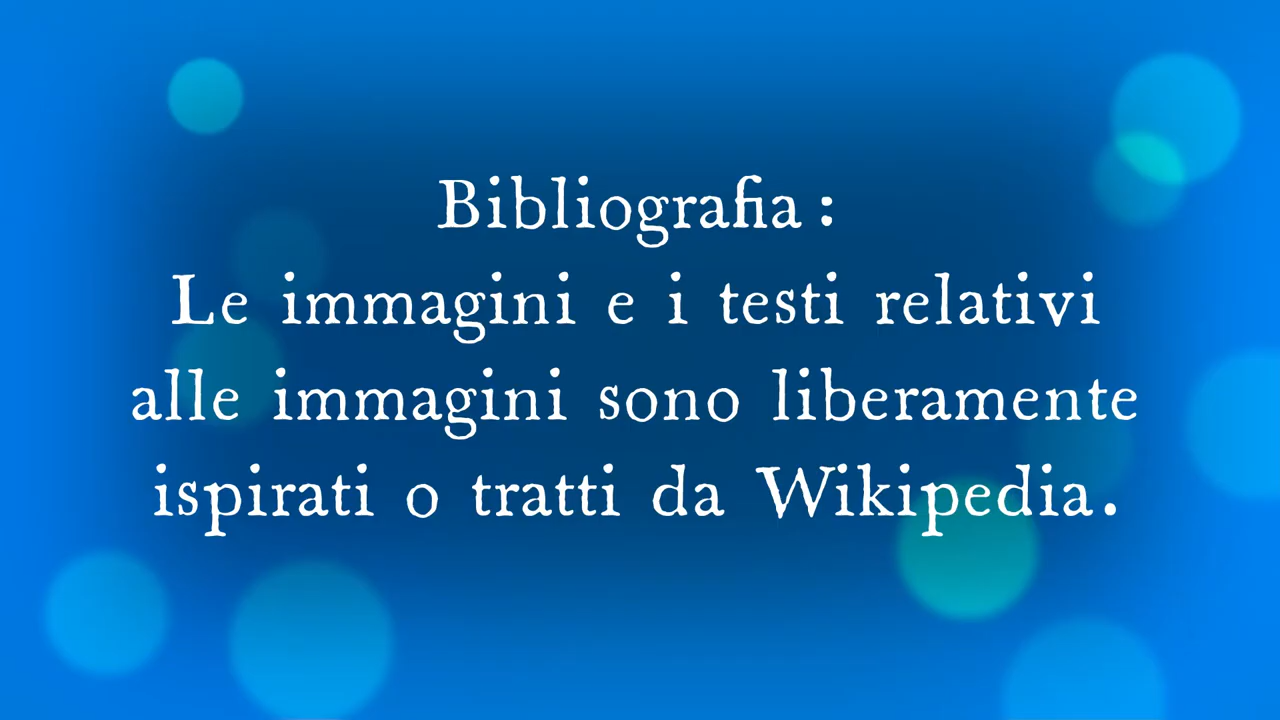 Bibliografia :
Le immagini e i testi relativi
alle immagini sono liberamente
ispirati o tratti da Wikipedia.